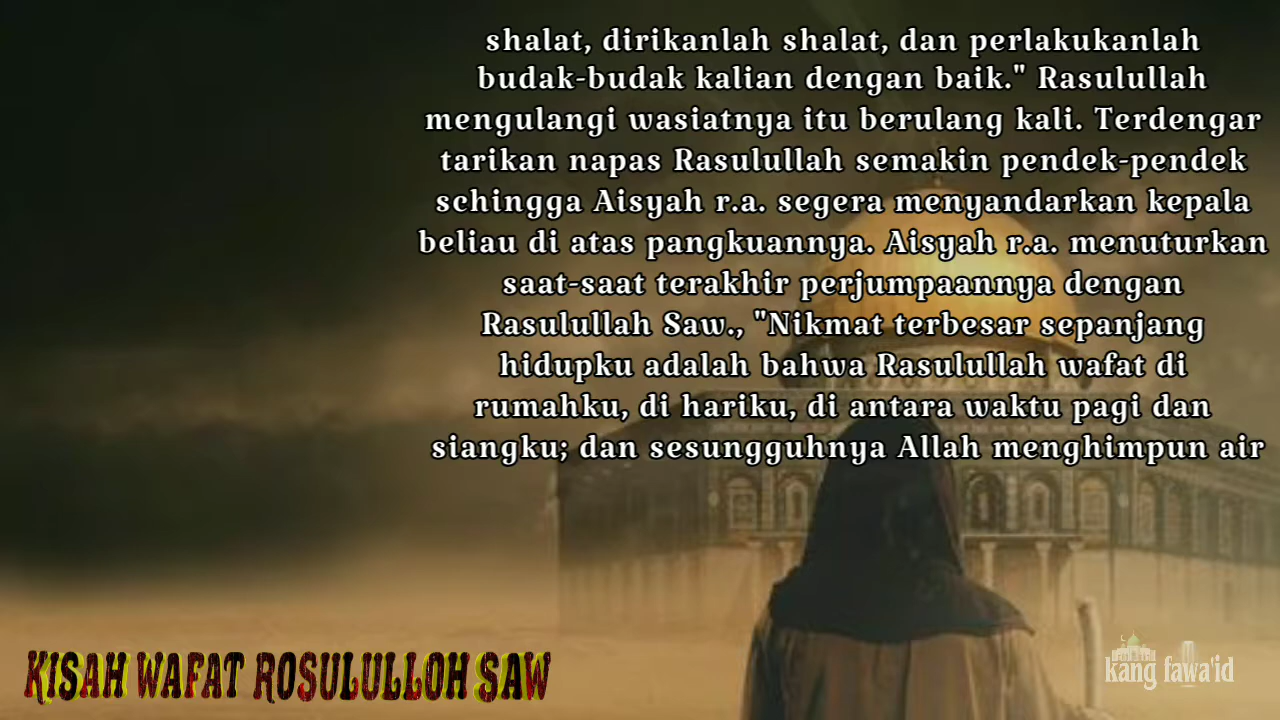 shalat, dirikanlah shalat, dan perlakukanlah
budak-budak kalian dengan baik." Rasulullah
mengulangi wasiatnya itu berulang kali. Terdengar
tarikan napas Rasulullah semakin pendek-pendek
schingga Aisyah r.a. segera menyandarkan kepala
beliau di atas pangkuannya. Aisyah r.a. menuturkan
saat-saat terakhir perjumpaannya dengan
Rasulullah Saw., "Nikmat terbesar sepanjang
hidupku adalah bahwa Rasulullah wafat di
rumahku, di hariku, di antara waktu pagi dan
siangku; dan sesungguhnya Allah menghimpun air
KISAH WAFAT ROSULULLOH SAW
kang fawa'id